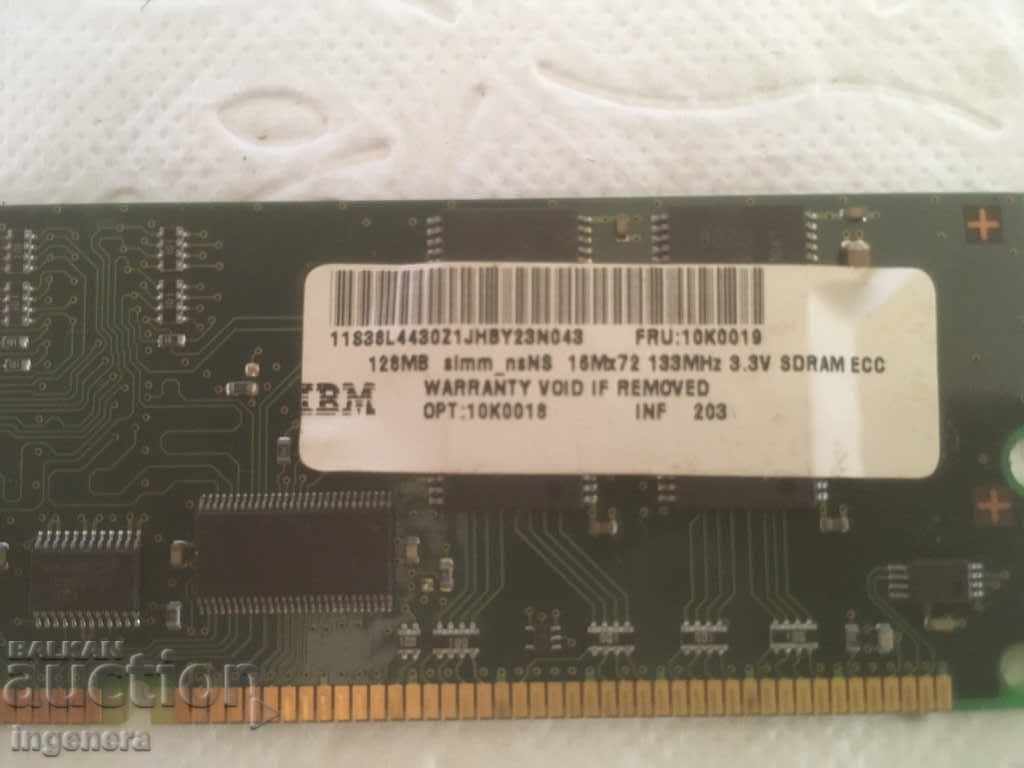 11S38L4430Z1JHBY23N043 FRU:10K0019
128MB simm_nsNS 16Mx72 133MHz 3.3V SDRAM ECC
WARRANTY VOID IF REMOVED
IBM OPT:10K0018 INF 203
BALKAN
auction
ingenera